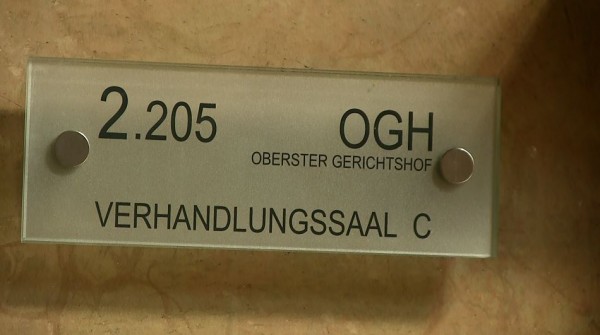 2.205 OGH
OBERSTER GERICHTSHOF
VERHANDLUNGSSAAL C